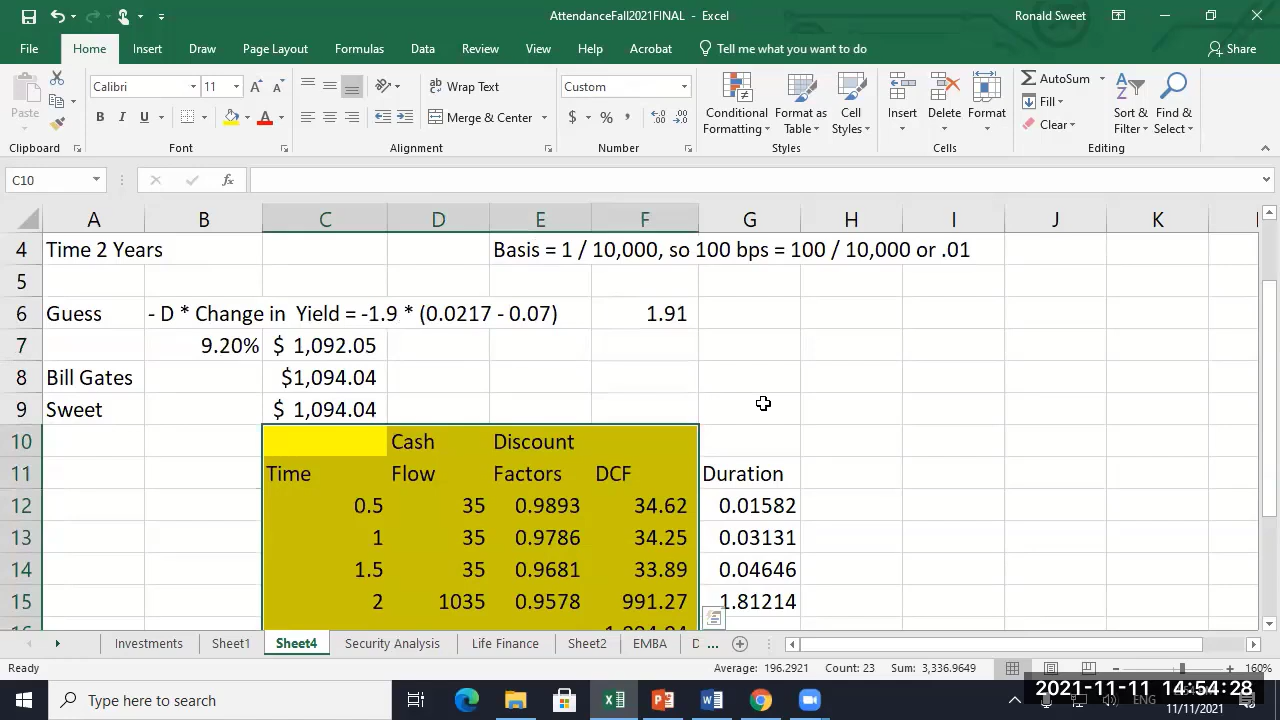 AttendanceFall2021FINAL - Excel
Ronald Sweet
File Home Insert Draw Page Layout Formulas Data Review View Help Acrobat Tell me what you want to do Share
Paste
Calibri 11
B I U
Wrap Text
Merge & Center
Custom
$ % ,
Conditional Formatting
Format as Table
Cell Styles
Insert
Delete
Format
AutoSum
Fill
Clear
Sort & Filter
Find & Select
Clipboard Font Alignment Number Styles Cells Editing
C10 fx
A B C D E F G H I J K
4 Time 2 Years Basis = 1 / 10,000, so 100 bps = 100 / 10,000 or .01
5
6 Guess - D * Change in Yield = -1.9 * (0.0217 - 0.07) 1.91
7 9.20% $ 1,092.05
8 Bill Gates $1,094.04
9 Sweet $ 1,094.04
10 Cash Discount
11 Time Flow Factors DCF Duration
12 0.5 35 0.9893 34.62 0.01582
13 1 35 0.9786 34.25 0.03131
14 1.5 35 0.9681 33.89 0.04646
15 2 1035 0.9578 991.27 1.81214
Investments Sheet1 Sheet4 Security Analysis Life Finance Sheet2 EMBA D ...
Ready Average: 196.2921 Count: 23 Sum: 3,336.9649 160%
Type here to search
ENG
2021-11-11 14:54:28
11/11/2021